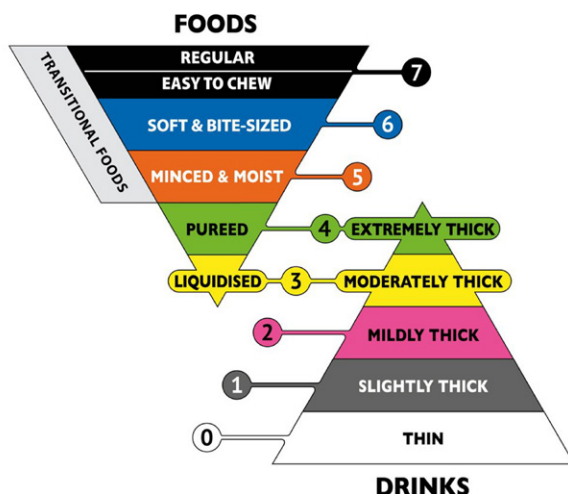 FOODS
REGULAR
7
EASY TO CHEW
TRANSITIONAL FOODS
SOFT & BITE-SIZED
6
MINCED & MOIST
5
PUREED
4
EXTREMELY THICK
LIQUIDISED
3
MODERATELY THICK
2
MILDLY THICK
1
SLIGHTLY THICK
0
THIN
DRINKS